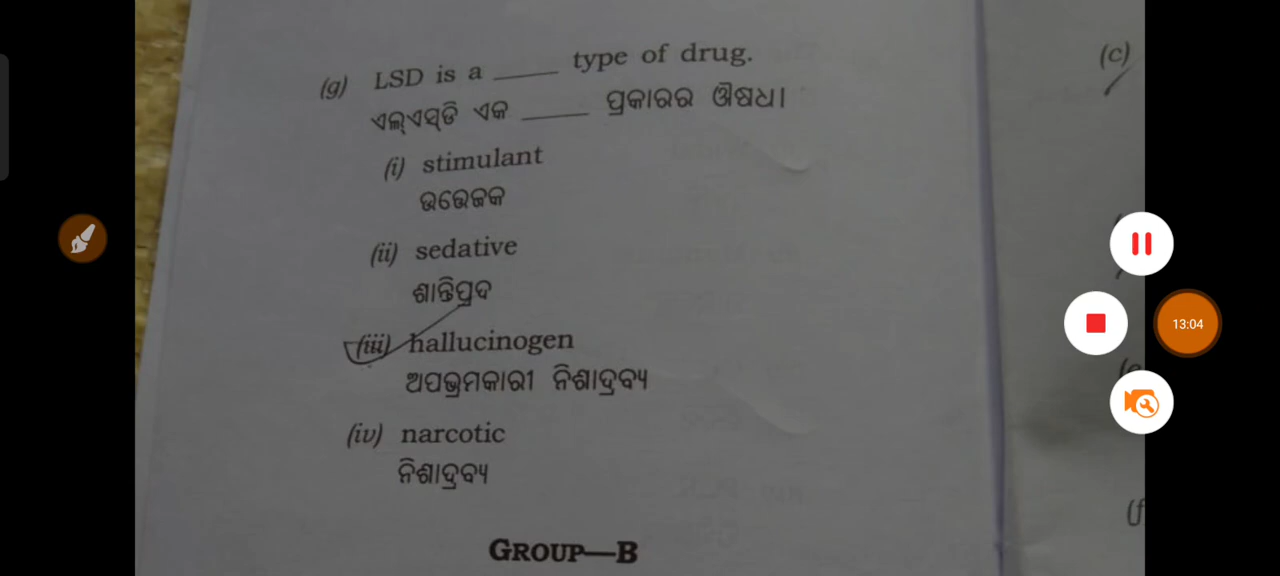 (g) LSD is a ____ type of drug.
ଏଲ୍‌ଏସ୍‌ଡି ଏକ ____ ପ୍ରକାରର ଔଷଧ।
(i) stimulant
ଉତ୍ତେଜକ
(ii) sedative
ଶାନ୍ତିପ୍ରଦ
(iii) hallucinogen
ଅପଭ୍ରମକାରୀ ନିଶାଦ୍ରବ୍ୟ
(iv) narcotic
ନିଶାଦ୍ରବ୍ୟ
GROUP—B
(c)
13:04